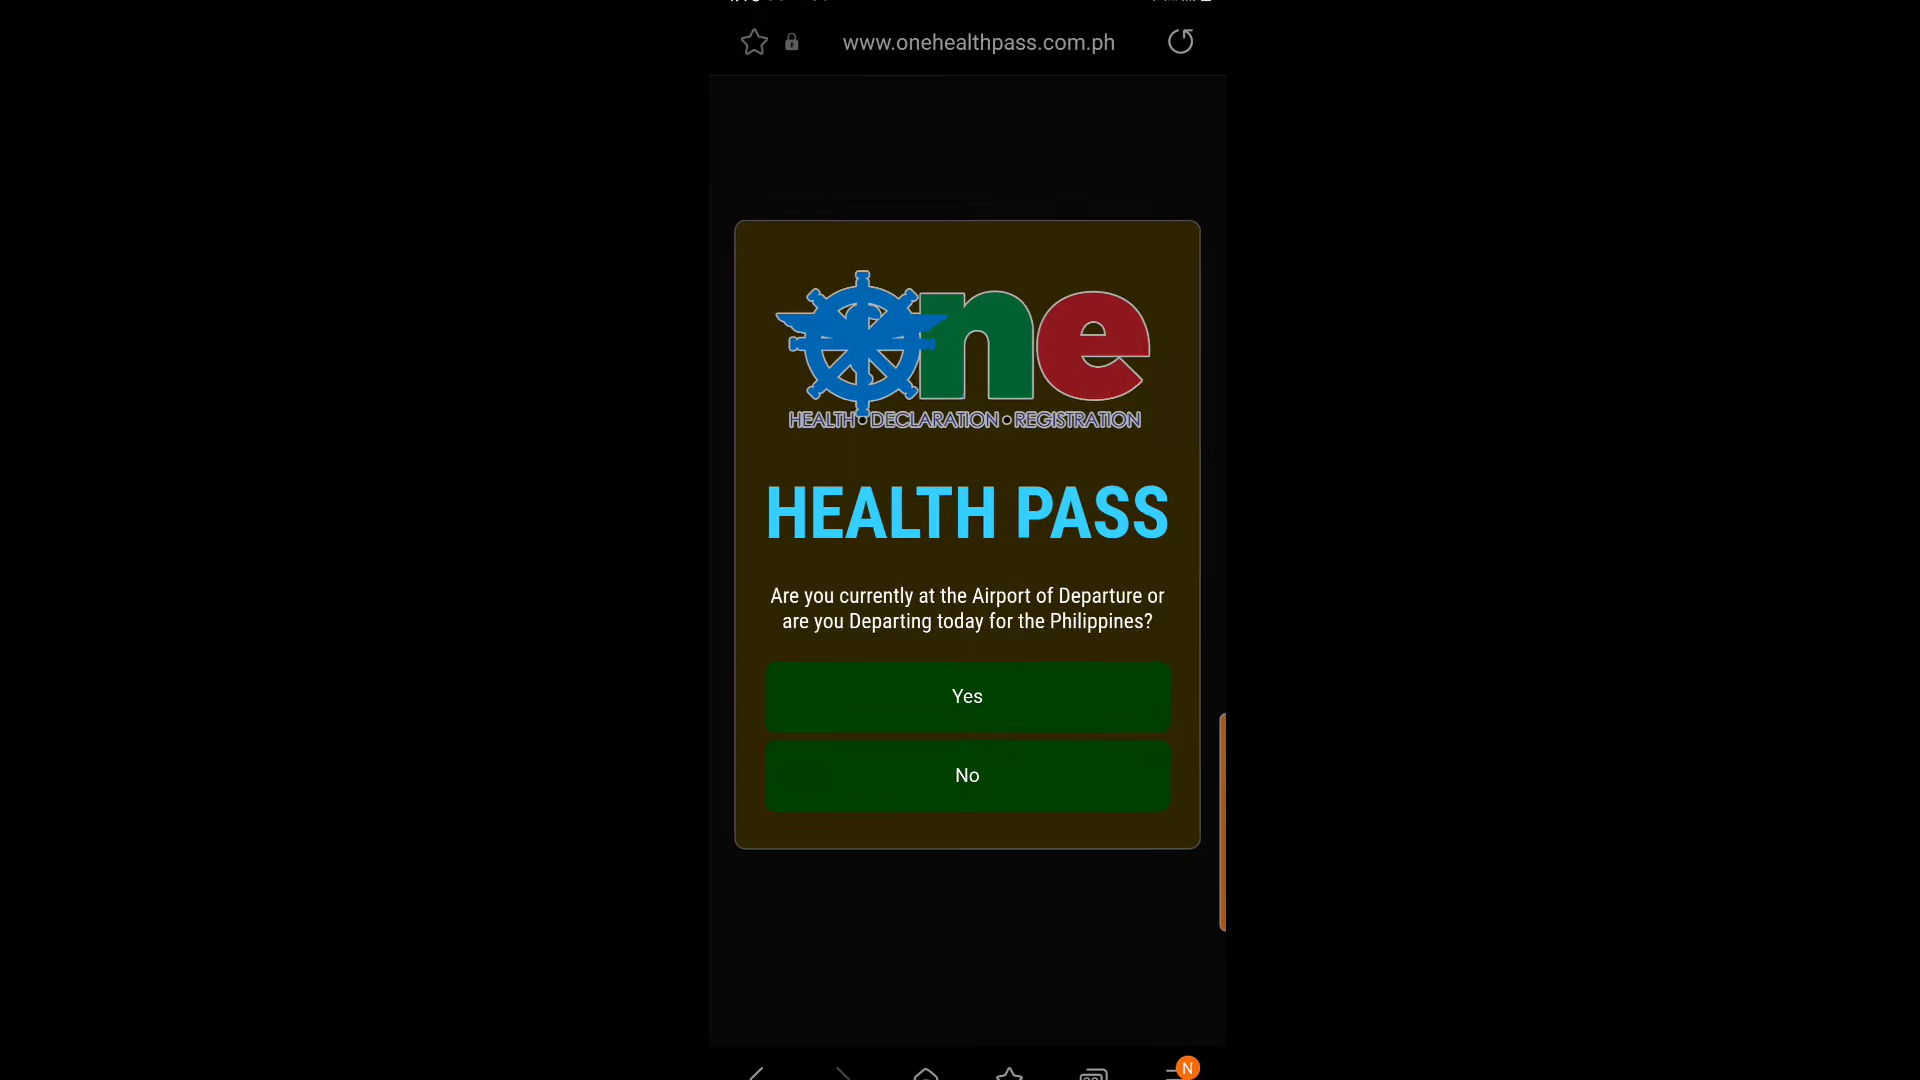 www.onehealthpass.com.ph
One
HEALTH • DECLARATION • REGISTRATION
HEALTH PASS
Are you currently at the Airport of Departure or
are you Departing today for the Philippines?
Yes
No
N